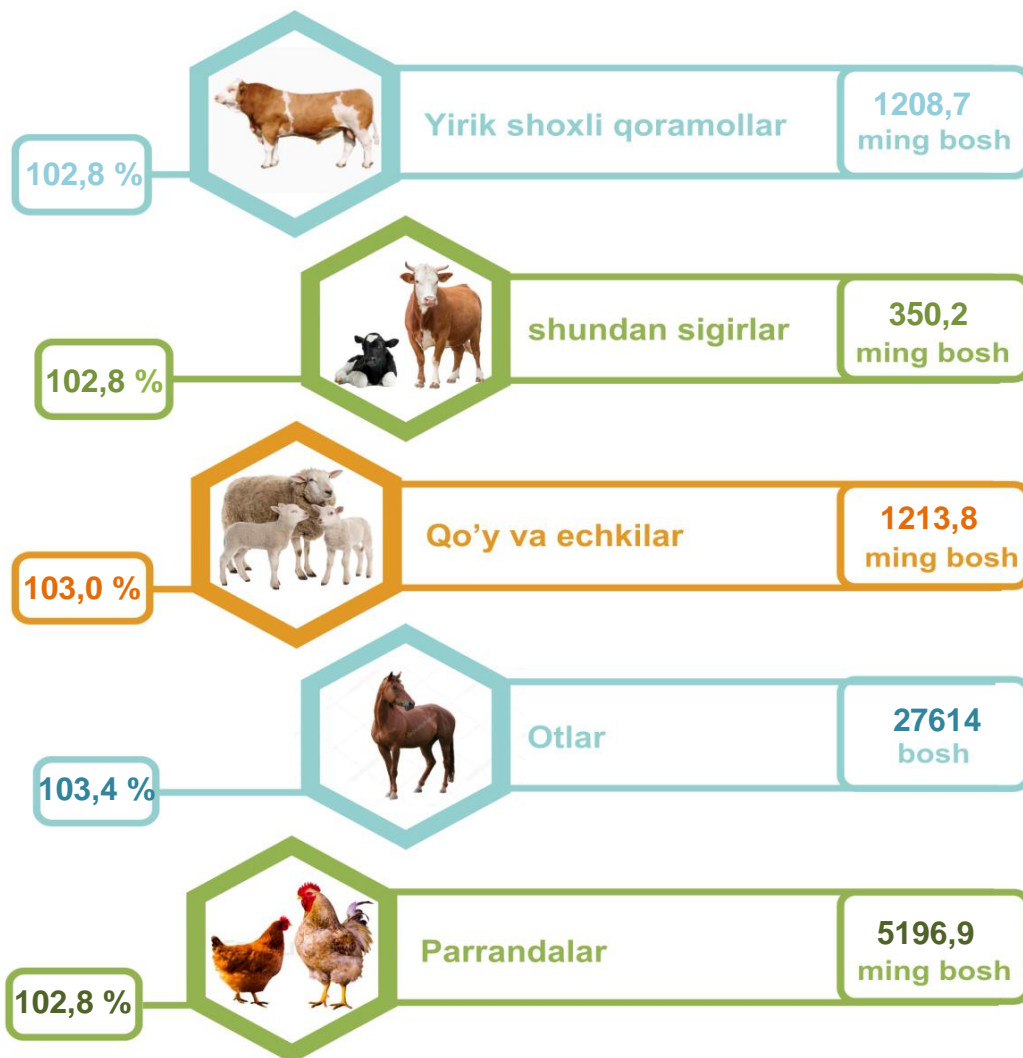 Yirik shoxli qoramollar
1208,7
ming bosh
102,8 %
shundan sigirlar
350,2
ming bosh
102,8 %
Qo’y va echkilar
1213,8
ming bosh
103,0 %
Otlar
27614
bosh
103,4 %
Parrandalar
5196,9
ming bosh
102,8 %